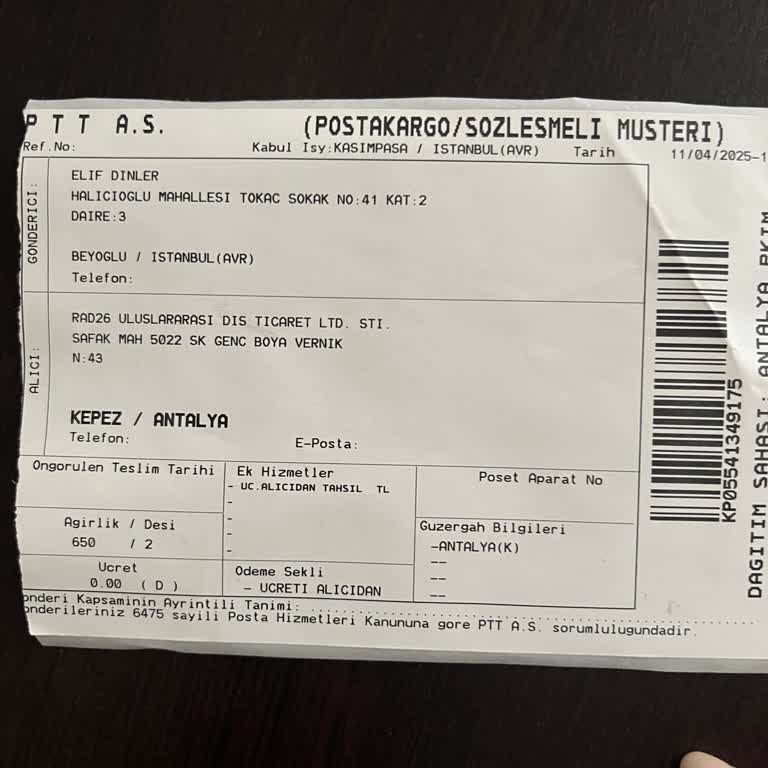 PTT A.S. (POSTAKARGO/SOZLESMELI MUSTERI)
Ref.No: Kabul Isy:KASIMPASA / ISTANBUL(AVR) Tarih 11/04/2025-1
GONDERICI:
ELIF DINLER
HALICIOGLU MAHALLESI TOKAC SOKAK NO:41 KAT:2
DAIRE:3
BEYOGLU / ISTANBUL(AVR)
Telefon:
ALICI:
RAD26 ULUSLARARASI DIS TICARET LTD. STI.
SAFAK MAH 5022 SK GENC BOYA VERNIK
N:43
KEPEZ / ANTALYA
Telefon: E-Posta:
Ongorulen Teslim Tarihi
Agirlik / Desi
650 / 2
Ucret
0.00 (D)
Ek Hizmetler
- UC.ALICIDAN TAHSIL TL
-
-
-
-
Odeme Sekli
- UCRETI ALICIDAN
Poset Aparat No
Guzergah Bilgileri
-ANTALYA(K)
--
--
--
onderi Kapsaminin Ayrintili Tanimi: ..............................
onderileriniz 6475 sayili Posta Hizmetleri Kanununa gore PTT A.S. sorumlulugundadir.
KP05541349175
DAGITIM SAHASI: ANTALYA PKIM